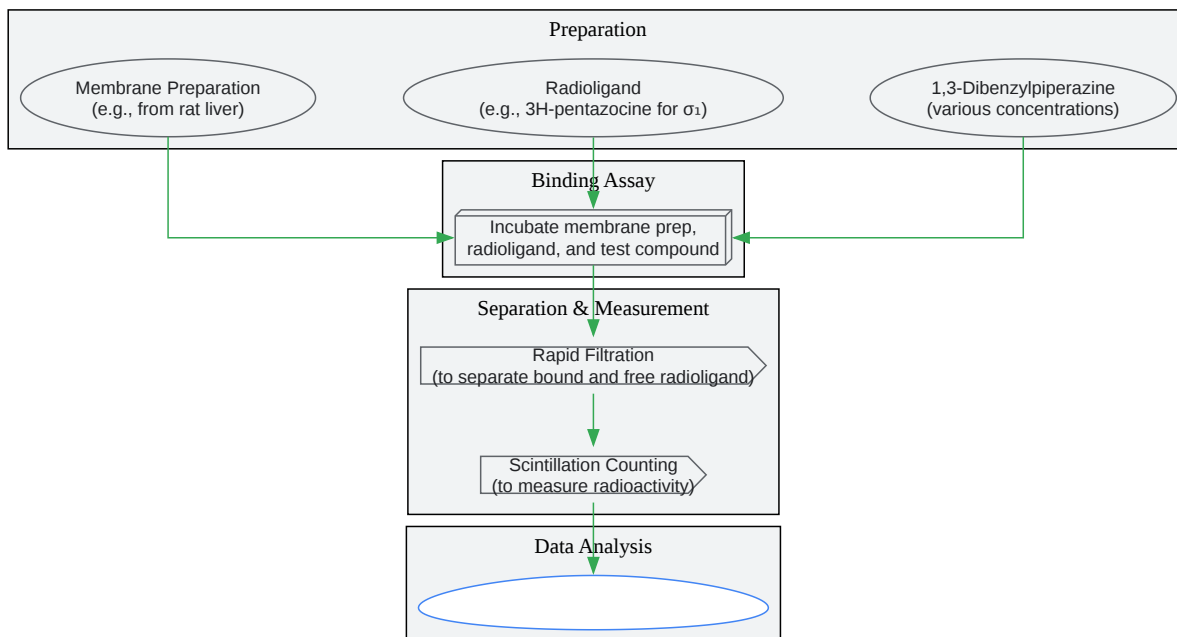 Preparation
Membrane Preparation
(e.g., from rat liver)
Radioligand
(e.g., 3H-pentazocine for σ₁)
1,3-Dibenzylpiperazine
(various concentrations)
Binding Assay
Incubate membrane prep,
radioligand, and test compound
Separation & Measurement
Rapid Filtration
(to separate bound and free radioligand)
Scintillation Counting
(to measure radioactivity)
Data Analysis